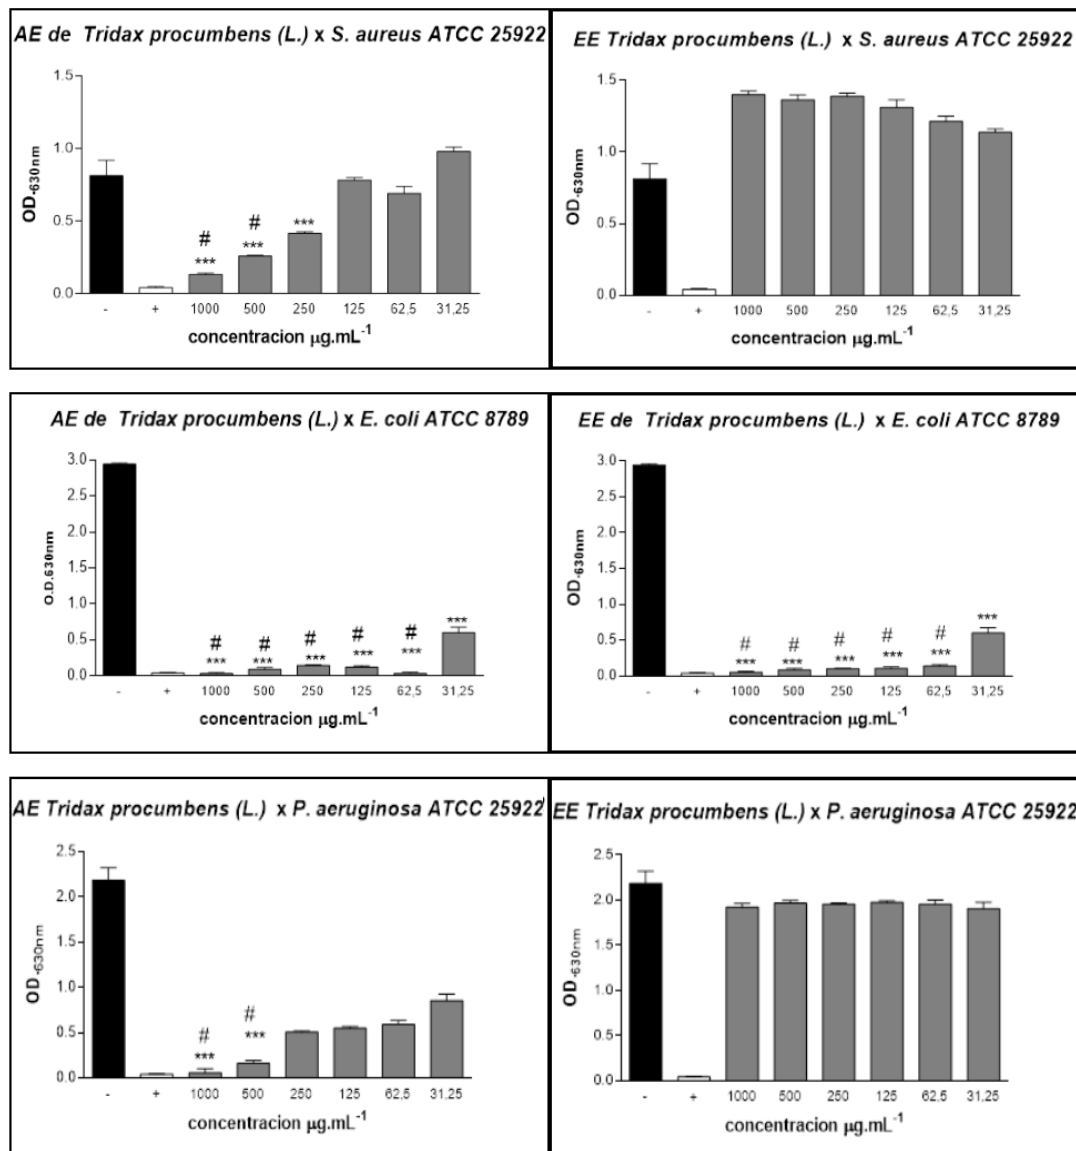 AE de Tridax procumbens (L.) x S. aureus ATCC 25922
1.5
1.0
0.5
0.0
OD-630nm
#
***
#
***
***
- + 1000 500 250 125 62,5 31,25
concentracion µg.mL-1
EE Tridax procumbens (L.) x S. aureus ATCC 25922
1.5
1.0
0.5
0.0
OD-630nm
- + 1000 500 250 125 62,5 31,25
concentracion µg.mL-1
AE de Tridax procumbens (L.) x E. coli ATCC 8789
3.0
2.5
2.0
1.5
1.0
0.5
0.0
O.D.630nm
# # # # #
*** *** *** *** *** ***
- + 1000 500 250 125 62,5 31,25
concentracion µg.mL-1
EE de Tridax procumbens (L.) x E. coli ATCC 8789
3.0
2.5
2.0
1.5
1.0
0.5
0.0
OD-630nm
# # # # #
*** *** *** *** *** ***
- + 1000 500 250 125 62,5 31,25
concentracion µg.mL-1
AE Tridax procumbens (L.) x P. aeruginosa ATCC 25922
2.5
2.0
1.5
1.0
0.5
0.0
OD-630nm
# #
*** ***
- + 1000 500 250 125 62,5 31,25
concentracion µg.mL-1
EE Tridax procumbens (L.) x P. aeruginosa ATCC 25922
2.5
2.0
1.5
1.0
0.5
0.0
OD-630nm
- + 1000 500 250 125 62,5 31,25
concentracion µg.mL-1